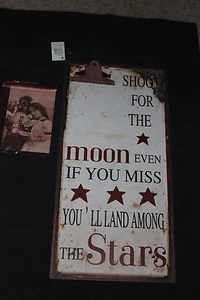 SHOOT
FOR
THE
moon EVEN
IF YOU MISS
YOU'LL LAND AMONG
THE Stars